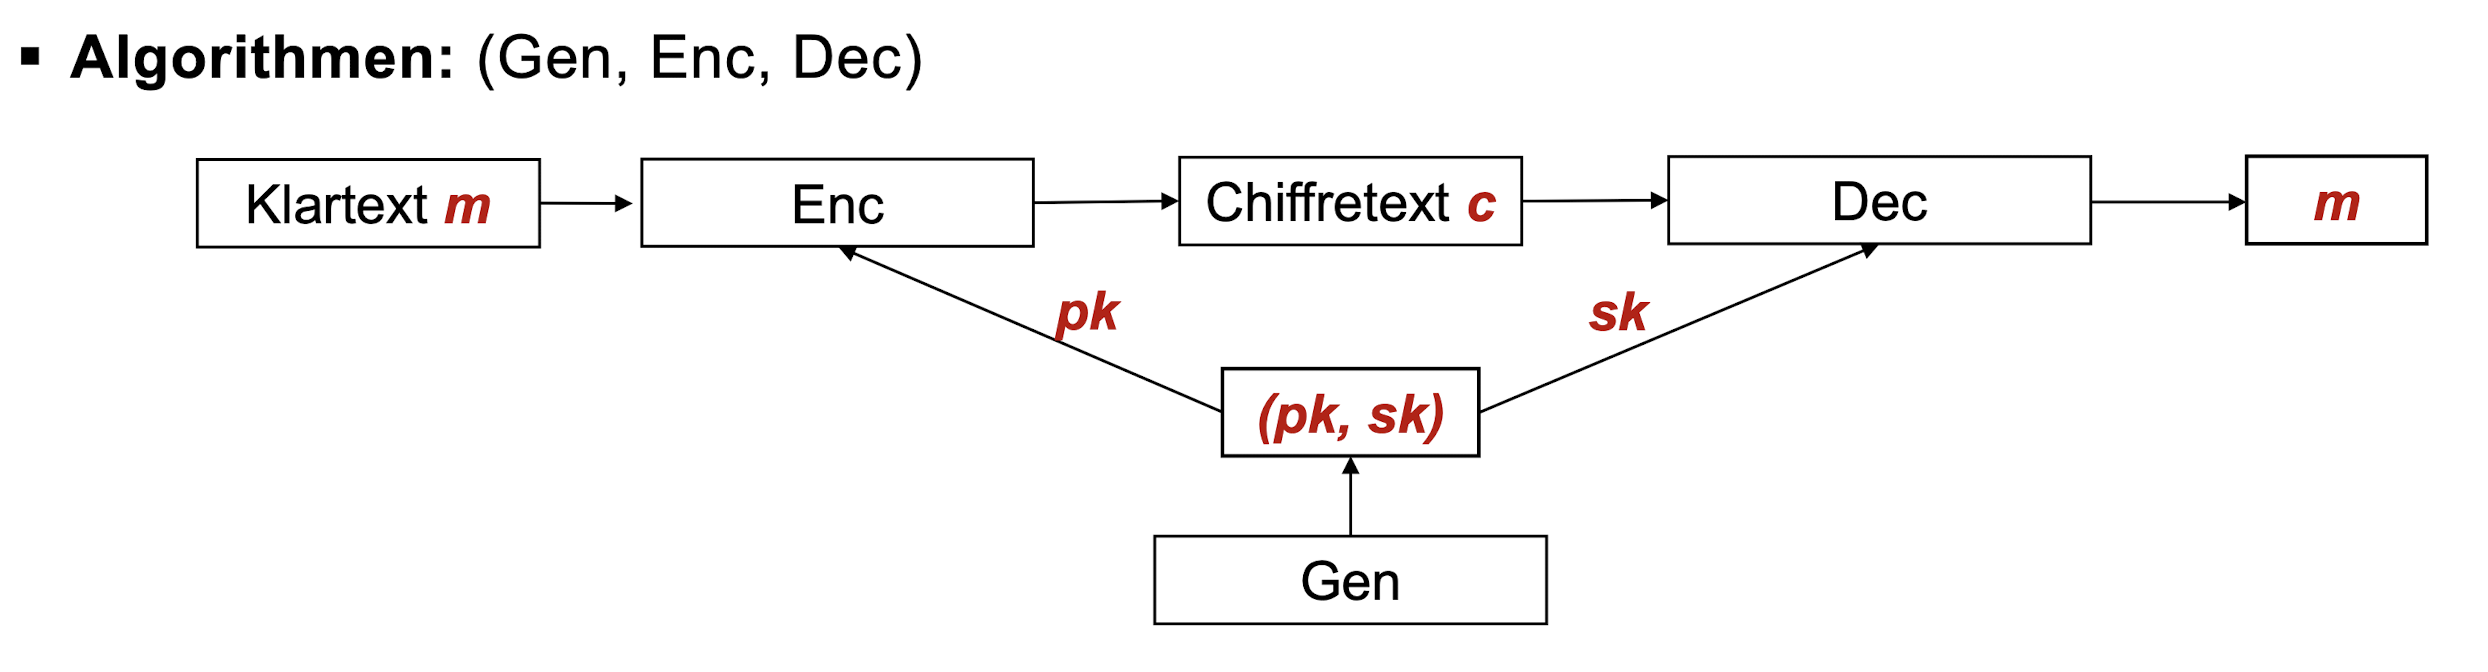 ▪ Algorithmen: (Gen, Enc, Dec)
Klartext m
Enc
Chiffretext c
Dec
m
pk
sk
(pk, sk)
Gen